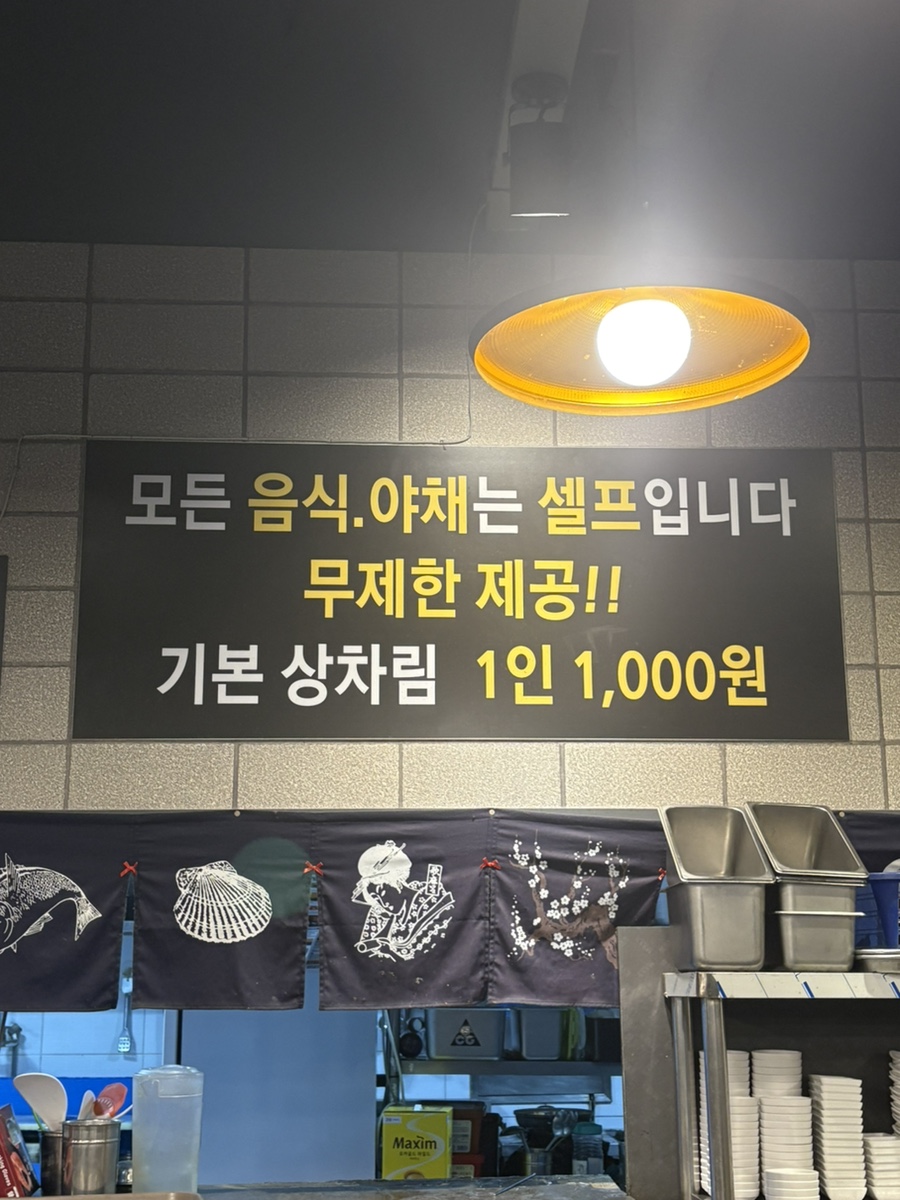 모든 음식.야채는 셀프입니다
무제한 제공!!
기본 상차림 1인 1,000원
Maxim